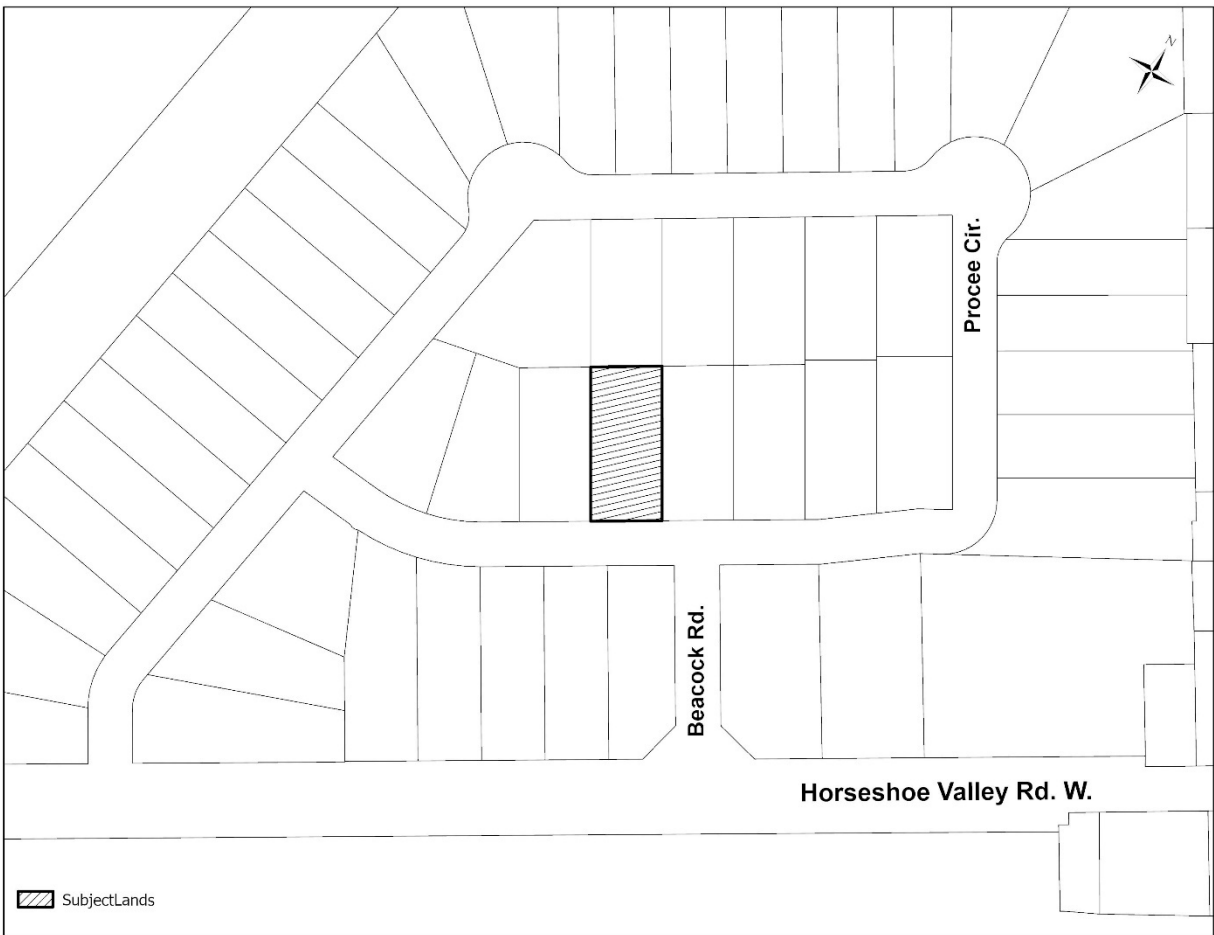 N
Procee Cir.
Beacock Rd.
Horseshoe Valley Rd. W.
SubjectLands